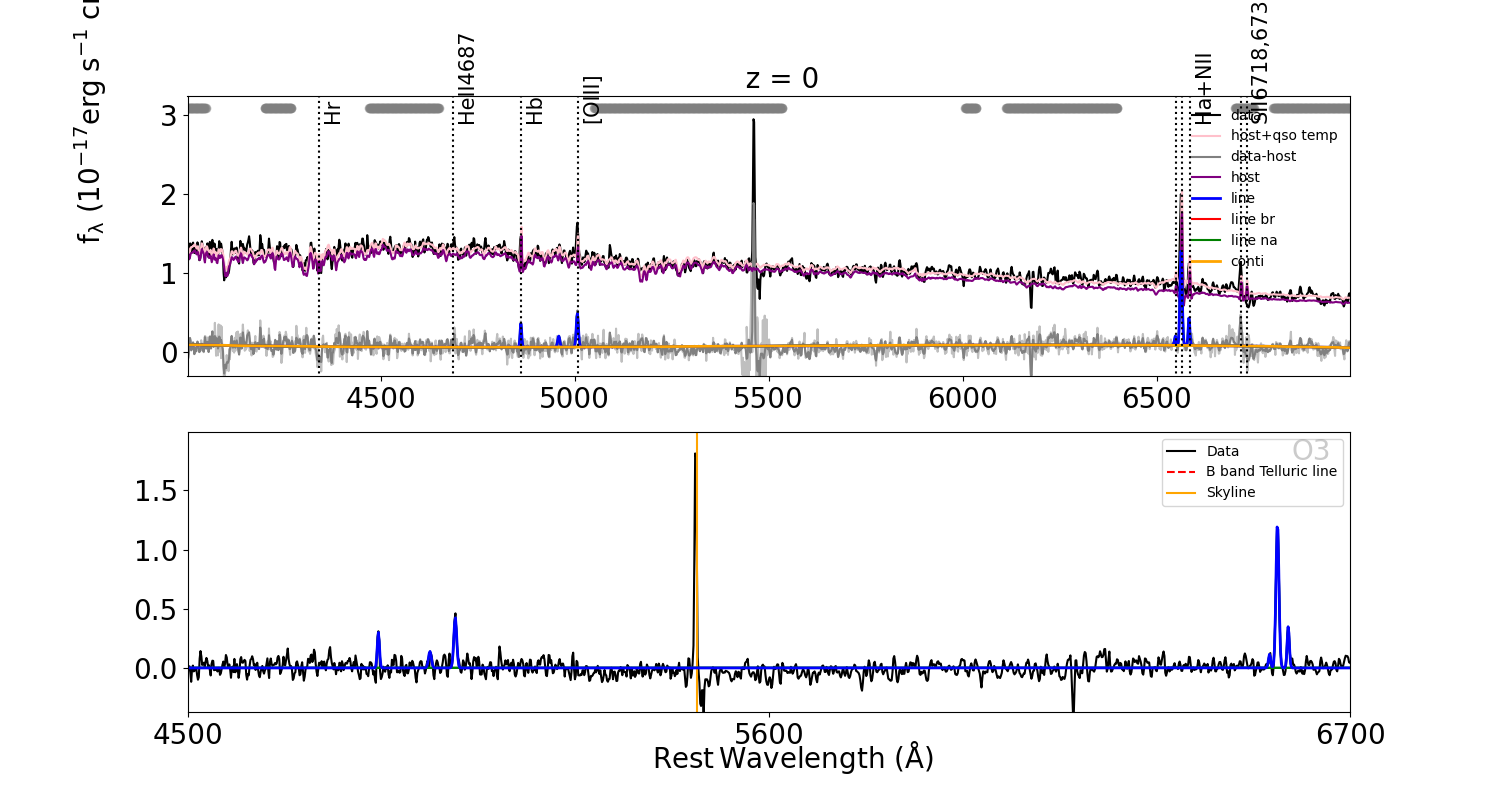 z = 0
f_λ (10^−17 erg s^−1 c
Hr
HeII4687
Hb
[OIII]
Ha+NII
SII6718,673
data
host+qso temp
data-host
host
line
line br
line na
conti
3
2
1
0
4500 5000 5500 6000 6500
O3
Data
B band Telluric line
Skyline
1.5
1.0
0.5
0.0
4500 5600 6700
Rest Wavelength (Å)